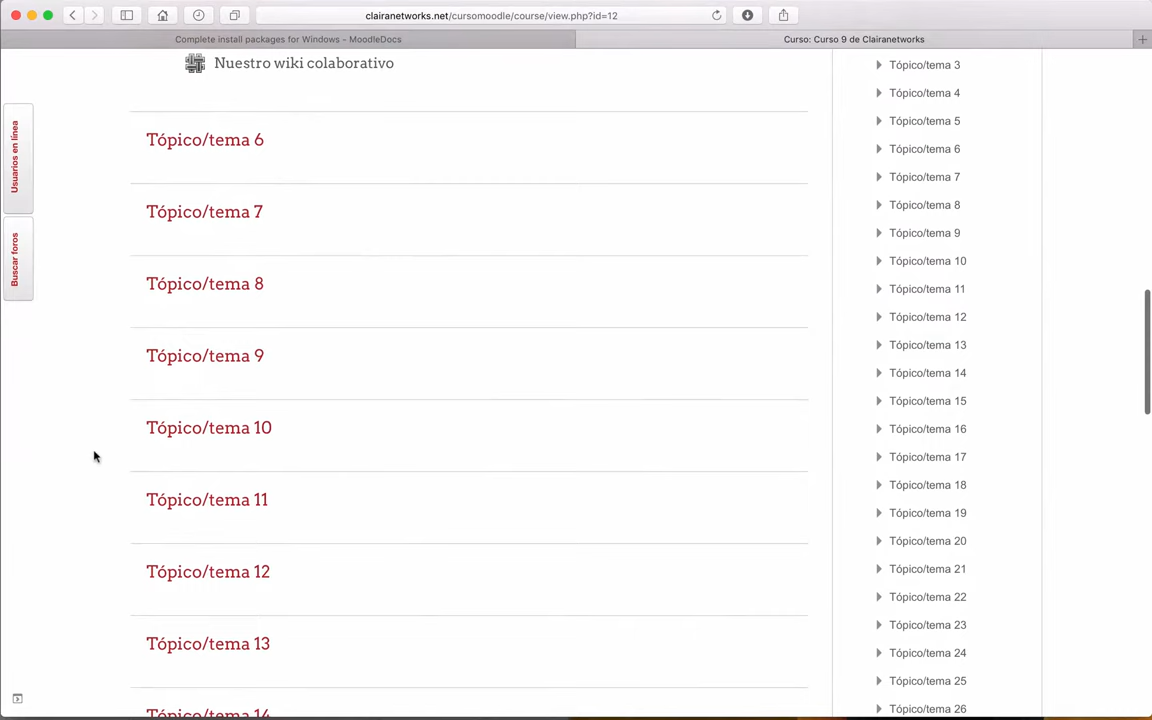 clairanetworks.net/cursomoodle/course/view.php?id=12
Complete install packages for Windows - MoodleDocs
Curso: Curso 9 de Clairanetworks
Usuarios en línea
Buscar foros
Nuestro wiki colaborativo
Tópico/tema 6
Tópico/tema 7
Tópico/tema 8
Tópico/tema 9
Tópico/tema 10
Tópico/tema 11
Tópico/tema 12
Tópico/tema 13
Tópico/tema 14
Tópico/tema 3
Tópico/tema 4
Tópico/tema 5
Tópico/tema 6
Tópico/tema 7
Tópico/tema 8
Tópico/tema 9
Tópico/tema 10
Tópico/tema 11
Tópico/tema 12
Tópico/tema 13
Tópico/tema 14
Tópico/tema 15
Tópico/tema 16
Tópico/tema 17
Tópico/tema 18
Tópico/tema 19
Tópico/tema 20
Tópico/tema 21
Tópico/tema 22
Tópico/tema 23
Tópico/tema 24
Tópico/tema 25
Tópico/tema 26